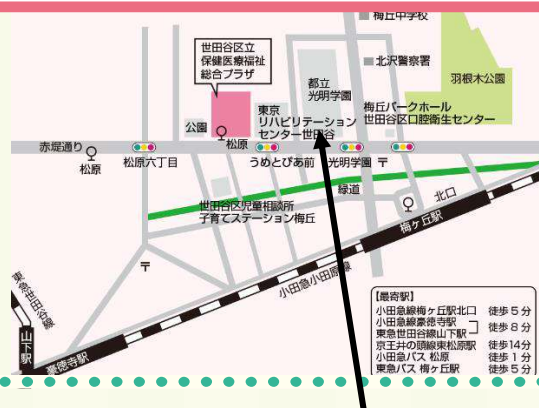 梅丘中学校
世田谷区立
保健医療福祉
総合プラザ
北沢警察署
羽根木公園
都立
光明学園
東京
リハビリテーション
センター世田谷
梅丘パークホール
世田谷区口腔衛生センター
公園
松原
赤堤通り
松原
松原六丁目
うめとぴあ前
光明学園
〒
緑道
北口
世田谷区児童相談所
子育てステーション梅丘
梅ヶ丘駅
〒
小田急小田原線
東急世田谷線
山下駅
豪徳寺駅
【最寄駅】
小田急線梅ヶ丘駅北口 徒歩5分
小田急線豪徳寺駅
東急世田谷線山下駅 徒歩8分
京王井の頭線東松原駅 徒歩14分
小田急バス 松原 徒歩1分
東急バス 梅ヶ丘駅 徒歩5分